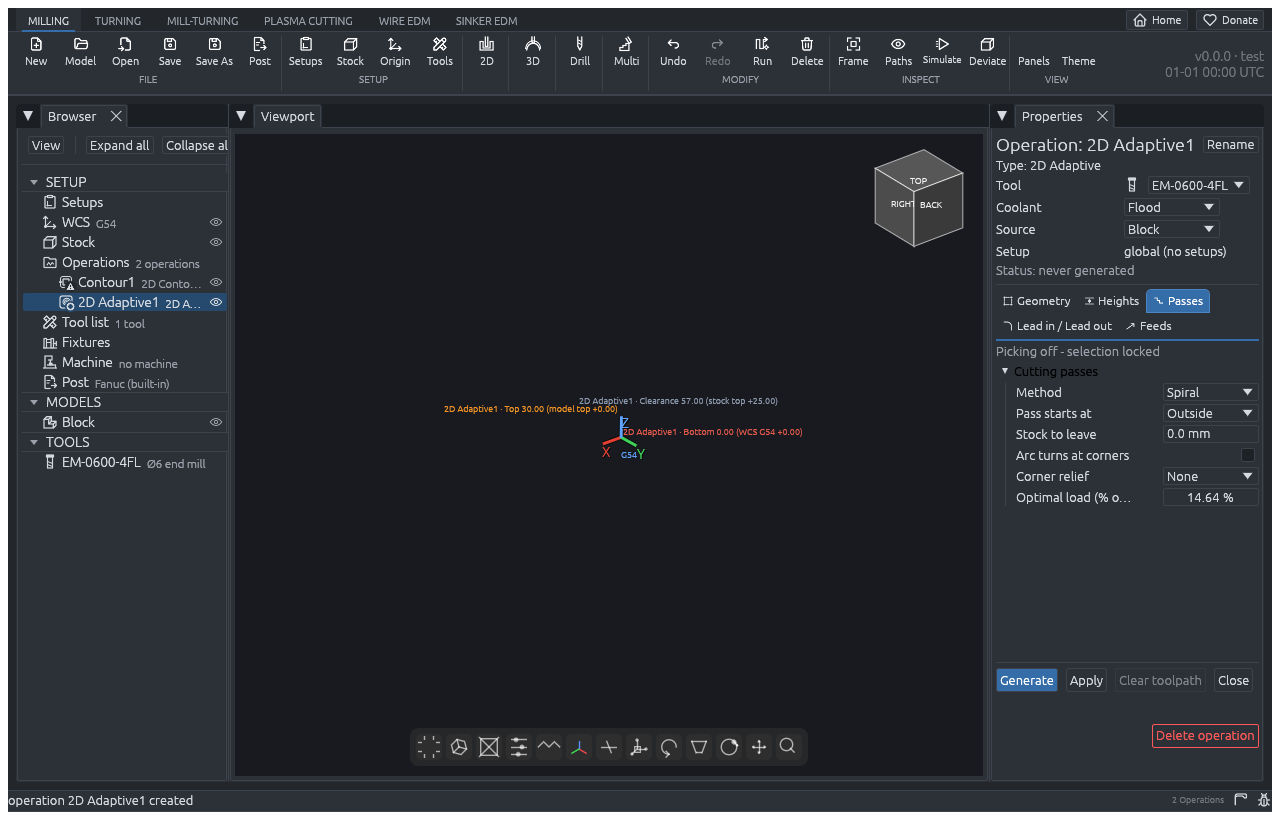 MILLING TURNING MILL-TURNING PLASMA CUTTING WIRE EDM SINKER EDM Home Donate
New Model Open Save Save As Post Setups Stock Origin Tools 2D 3D Drill Multi Undo Redo Run Delete Frame Paths Simulate Deviate Panels Theme
FILE SETUP MODIFY INSPECT VIEW
v0.0.0 · test
01-01 00:00 UTC
Browser
View Expand all Collapse al
SETUP
Setups
WCS G54
Stock
Operations 2 operations
Contour1 2D Conto...
2D Adaptive1 2D A...
Tool list 1 tool
Fixtures
Machine no machine
Post Fanuc (built-in)
MODELS
Block
TOOLS
EM-0600-4FL Ø6 end mill
Viewport
TOP
RIGHT BACK
2D Adaptive1 · Clearance 57.00 (stock top +25.00)
2D Adaptive1 · Top 30.00 (model top +0.00)
Z
2D Adaptive1 · Bottom 0.00 (WCS G54 +0.00)
X G54 Y
Properties
Operation: 2D Adaptive1 Rename
Type: 2D Adaptive
Tool EM-0600-4FL
Coolant Flood
Source Block
Setup global (no setups)
Status: never generated
Geometry Heights Passes
Lead in / Lead out Feeds
Picking off - selection locked
Cutting passes
Method Spiral
Pass starts at Outside
Stock to leave 0.0 mm
Arc turns at corners
Corner relief None
Optimal load (% o... 14.64 %
Generate Apply Clear toolpath Close
Delete operation
operation 2D Adaptive1 created
2 Operations